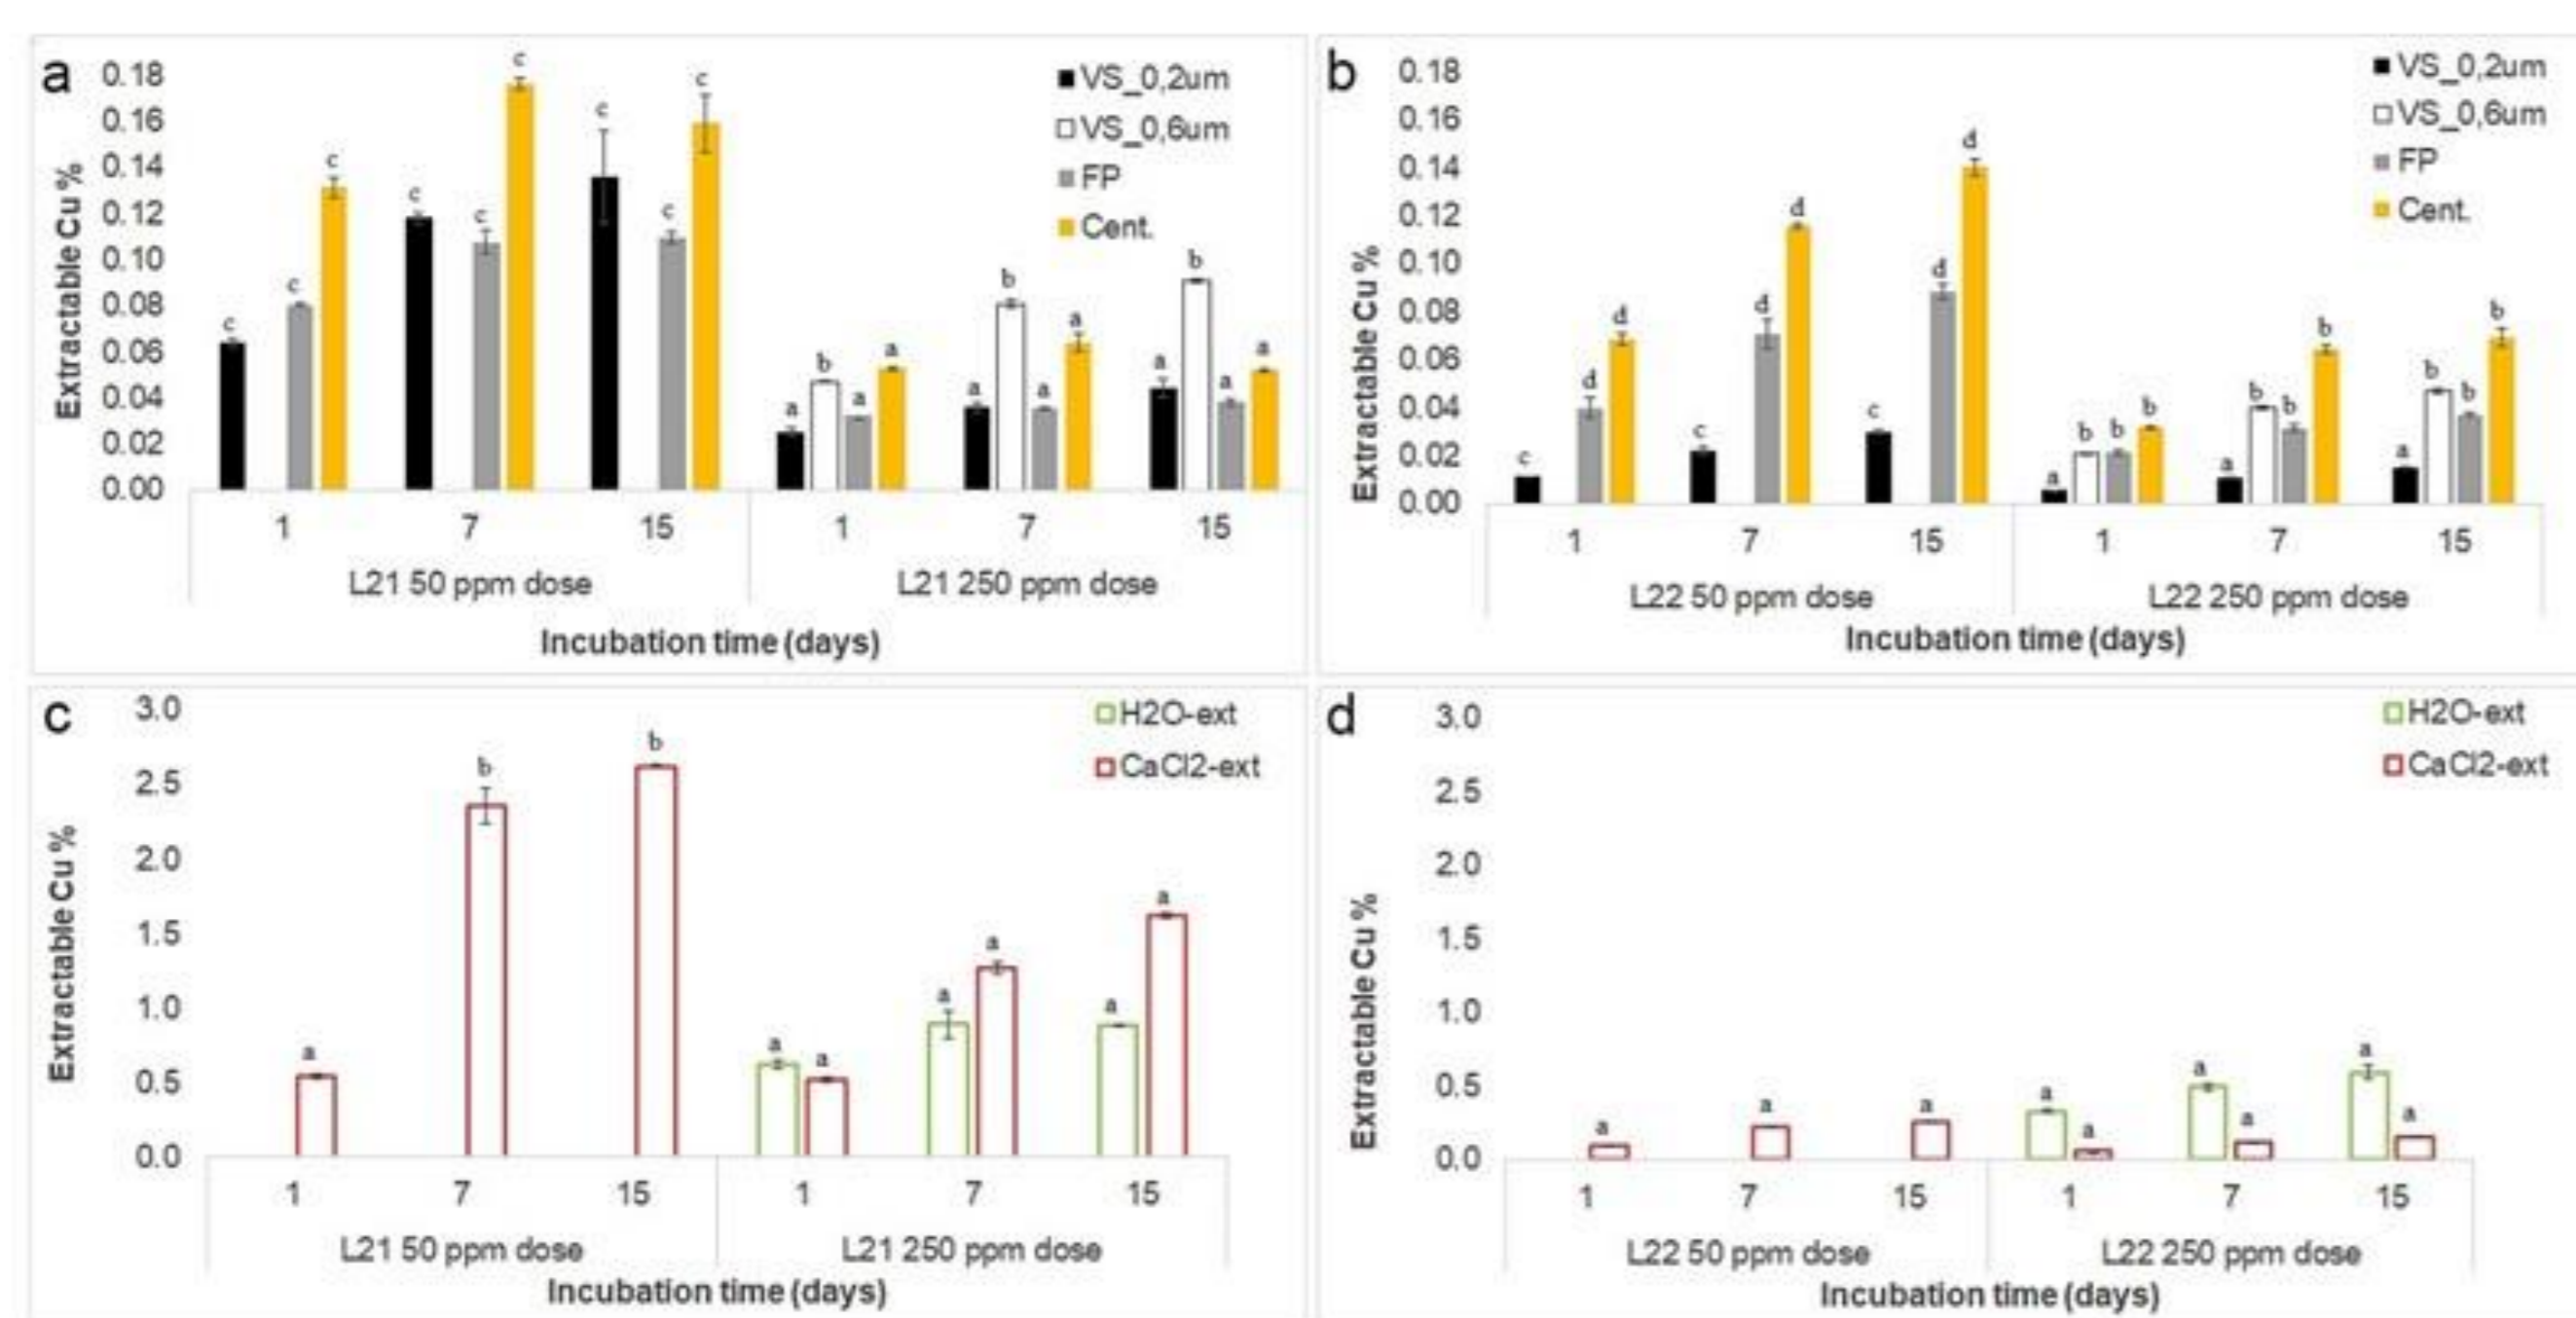 a
Extractable Cu %
0.18
0.16
0.14
0.12
0.10
0.08
0.06
0.04
0.02
0.00
c c c
c c c
c c c
a b a a
a b a a
a b a a
VS_0,2um
VS_0,6um
FP
Cent.
1 7 15 1 7 15
L21 50 ppm dose L21 250 ppm dose
Incubation time (days)
b
Extractable Cu %
0.18
0.16
0.14
0.12
0.10
0.08
0.06
0.04
0.02
0.00
c d d
c d d
c d d
a b b b
a b b b
a b b b
VS_0,2um
VS_0,6um
FP
Cent.
1 7 15 1 7 15
L22 50 ppm dose L22 250 ppm dose
Incubation time (days)
c
Extractable Cu %
3.0
2.5
2.0
1.5
1.0
0.5
0.0
a b b a a a a a a
H2O-ext
CaCl2-ext
1 7 15 1 7 15
L21 50 ppm dose L21 250 ppm dose
Incubation time (days)
d
Extractable Cu %
3.0
2.5
2.0
1.5
1.0
0.5
0.0
a a a a a a a a a
H2O-ext
CaCl2-ext
1 7 15 1 7 15
L22 50 ppm dose L22 250 ppm dose
Incubation time (days)